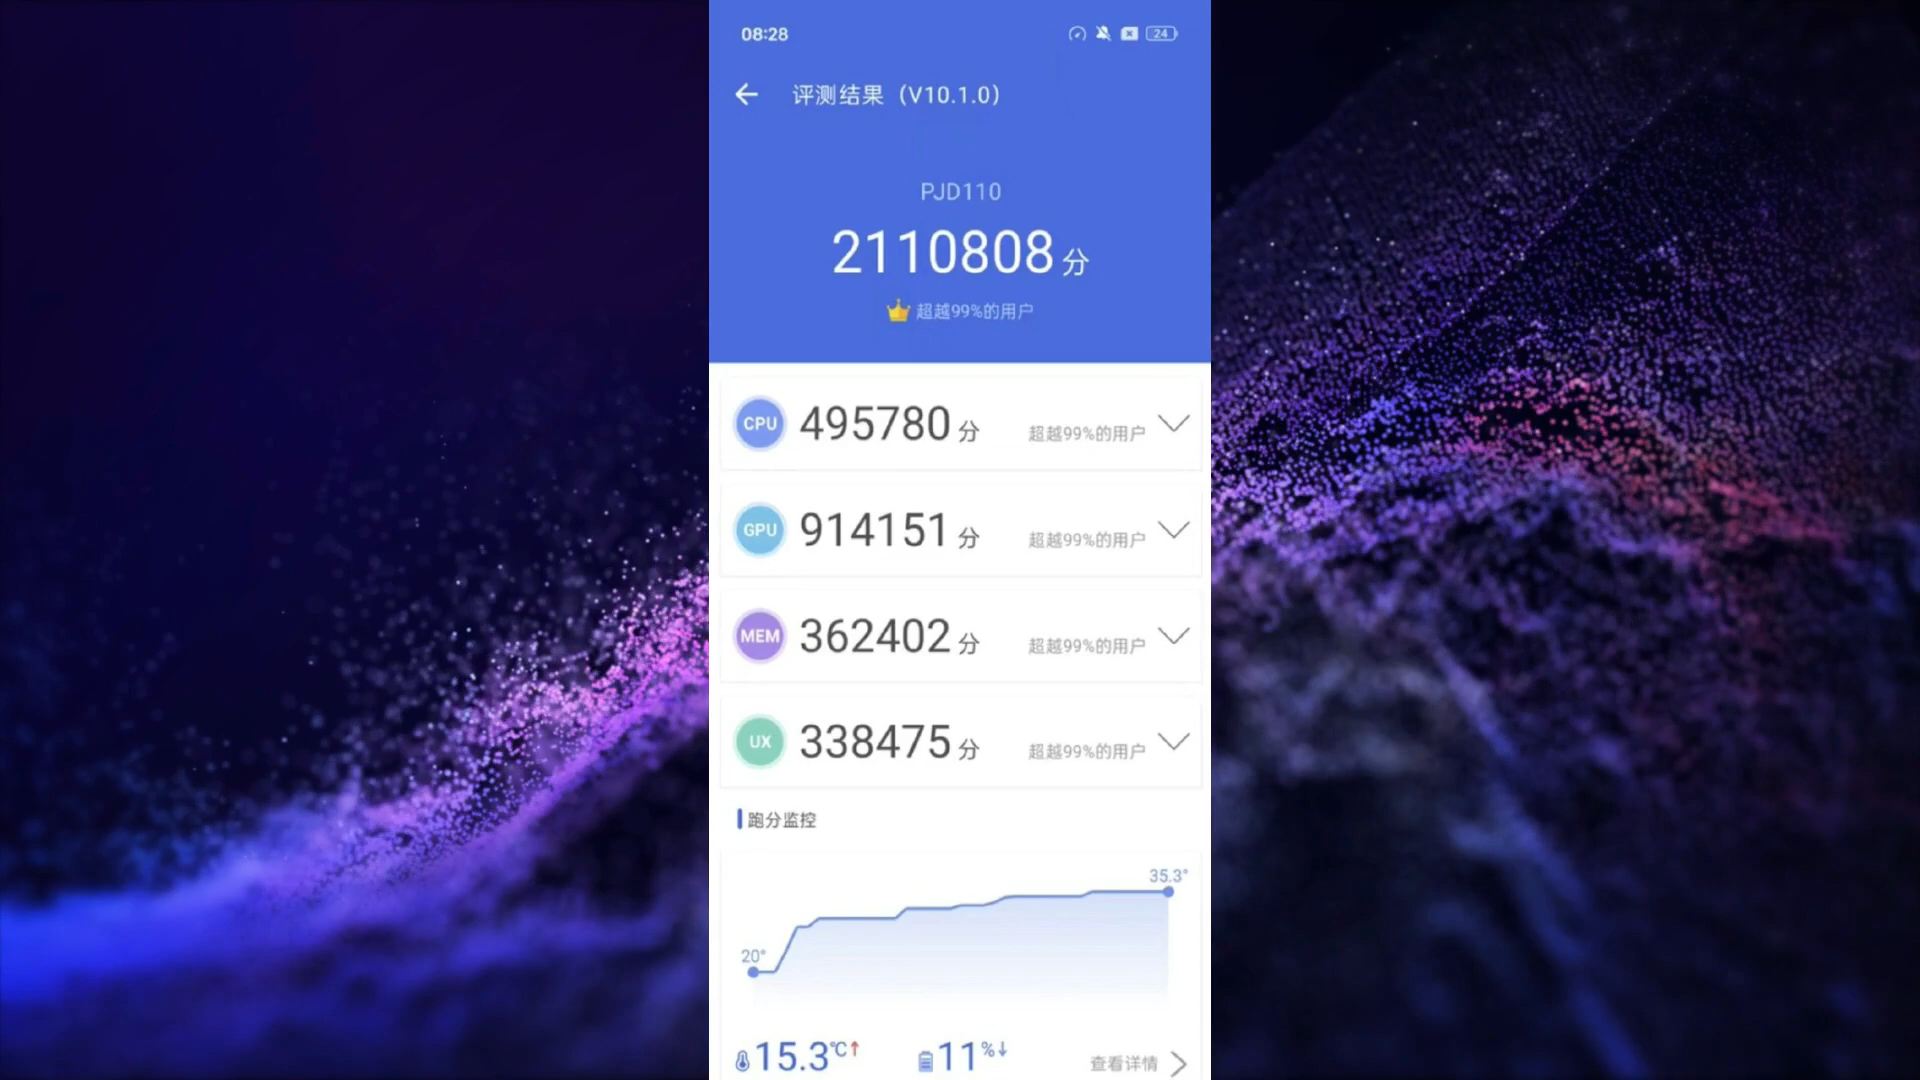 08:28
24
评测结果（V10.1.0）
PJD110
2110808分
超越99%的用户
CPU 495780分 超越99%的用户
GPU 914151分 超越99%的用户
MEM 362402分 超越99%的用户
UX 338475分 超越99%的用户
跑分监控
35.3°
20°
15.3℃↑ 11%↓ 查看详情